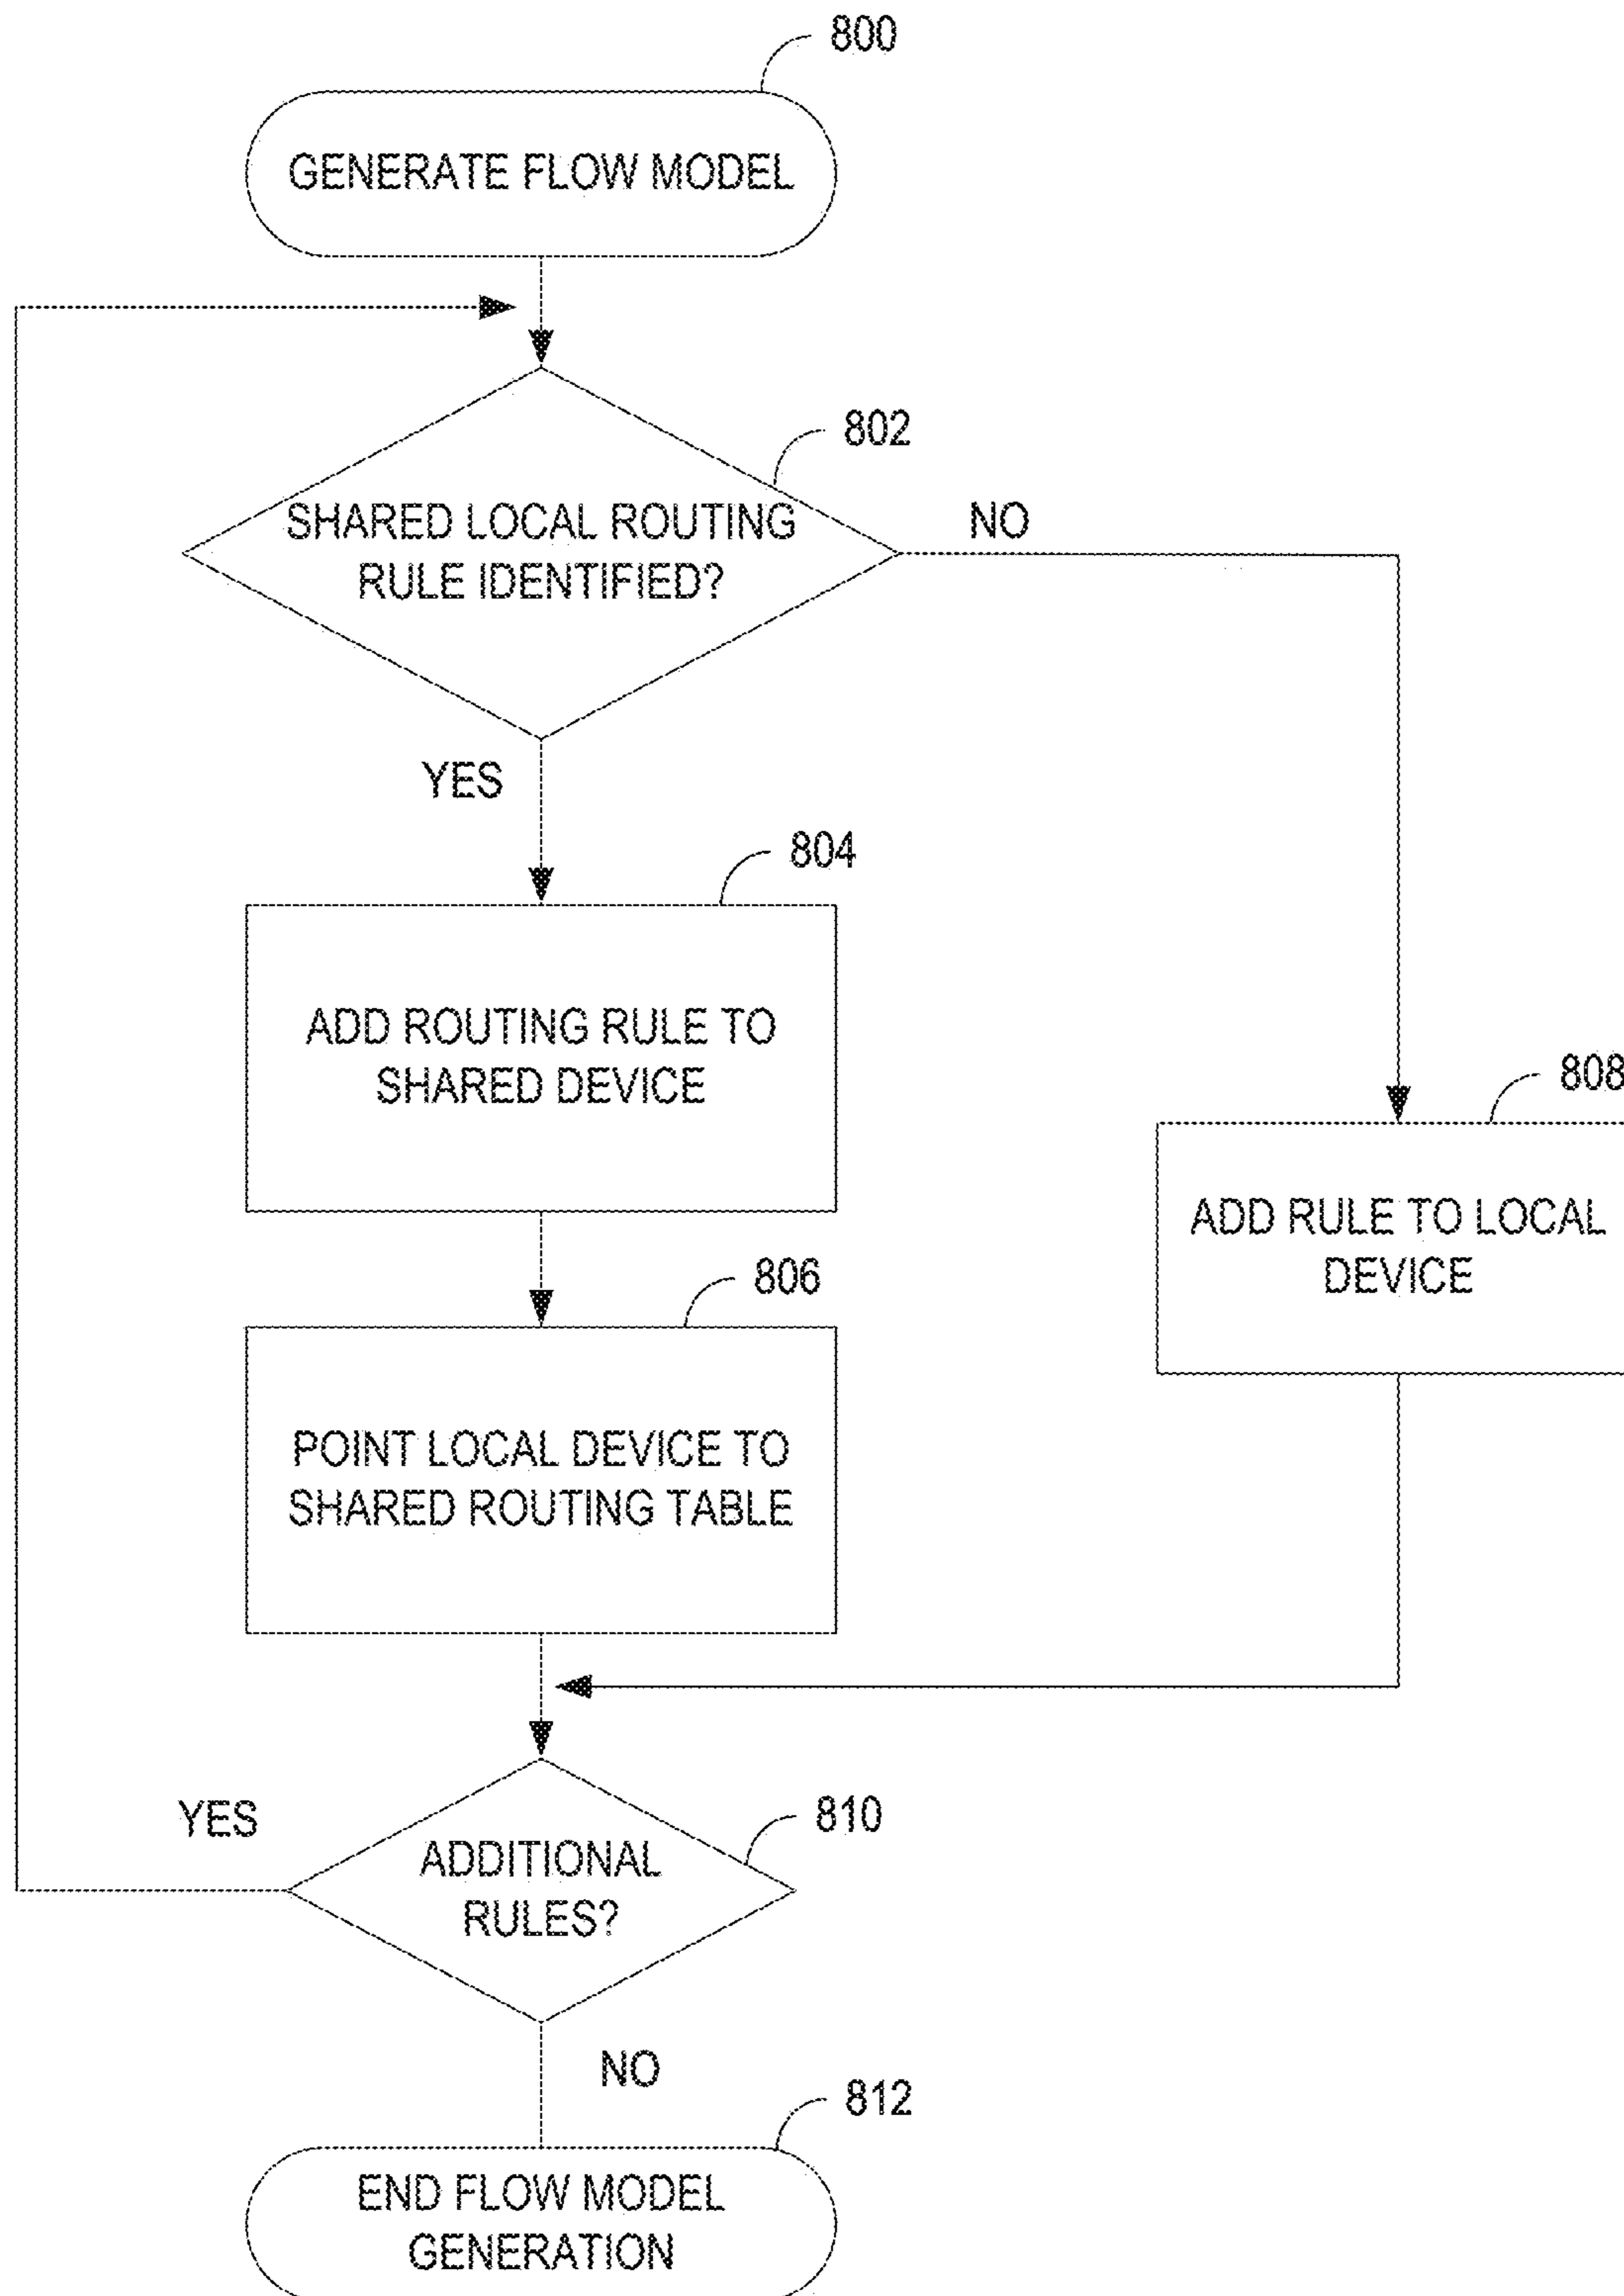 800
GENERATE FLOW MODEL
802
SHARED LOCAL ROUTING
RULE IDENTIFIED?
NO
YES
804
ADD ROUTING RULE TO
SHARED DEVICE
808
ADD RULE TO LOCAL
DEVICE
806
POINT LOCAL DEVICE TO
SHARED ROUTING TABLE
YES
810
ADDITIONAL
RULES?
NO
812
END FLOW MODEL
GENERATION